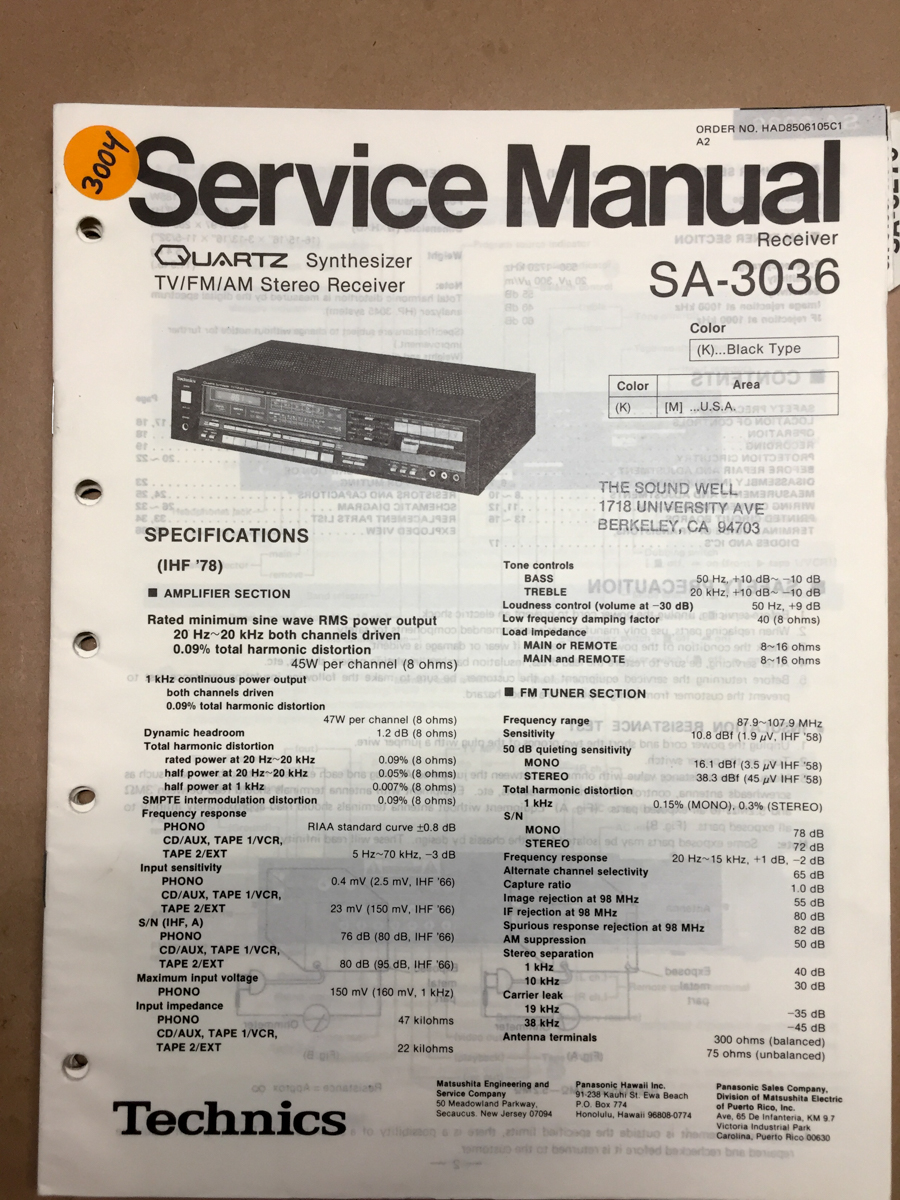 3004
ORDER NO. HAD8506105C1
A2
Service Manual
Receiver
QUARTZ Synthesizer
TV/FM/AM Stereo Receiver
SA-3036
Color
(K)...Black Type
Color Area
(K) [M] ...U.S.A.
Technics
THE SOUND WELL
1718 UNIVERSITY AVE
BERKELEY, CA 94703
SPECIFICATIONS
(IHF '78)
■ AMPLIFIER SECTION
Rated minimum sine wave RMS power output
20 Hz~20 kHz both channels driven
0.09% total harmonic distortion
45W per channel (8 ohms)
1 kHz continuous power output
both channels driven
0.09% total harmonic distortion
47W per channel (8 ohms)
Dynamic headroom 1.2 dB (8 ohms)
Total harmonic distortion
rated power at 20 Hz~20 kHz 0.09% (8 ohms)
half power at 20 Hz~20 kHz 0.05% (8 ohms)
half power at 1 kHz 0.007% (8 ohms)
SMPTE intermodulation distortion 0.09% (8 ohms)
Frequency response
PHONO RIAA standard curve ±0.8 dB
CD/AUX, TAPE 1/VCR,
TAPE 2/EXT 5 Hz~70 kHz, −3 dB
Input sensitivity
PHONO 0.4 mV (2.5 mV, IHF '66)
CD/AUX, TAPE 1/VCR,
TAPE 2/EXT 23 mV (150 mV, IHF '66)
S/N (IHF, A)
PHONO 76 dB (80 dB, IHF '66)
CD/AUX, TAPE 1/VCR,
TAPE 2/EXT 80 dB (95 dB, IHF '66)
Maximum input voltage
PHONO 150 mV (160 mV, 1 kHz)
Input impedance
PHONO 47 kilohms
CD/AUX, TAPE 1/VCR,
TAPE 2/EXT 22 kilohms
Tone controls
BASS 50 Hz, +10 dB~ −10 dB
TREBLE 20 kHz, +10 dB~ −10 dB
Loudness control (volume at −30 dB) 50 Hz, +9 dB
Low frequency damping factor 40 (8 ohms)
Load impedance
MAIN or REMOTE 8~16 ohms
MAIN and REMOTE 8~16 ohms
■ FM TUNER SECTION
Frequency range 87.9~107.9 MHz
Sensitivity 10.8 dBf (1.9 µV, IHF '58)
50 dB quieting sensitivity
MONO 16.1 dBf (3.5 µV IHF '58)
STEREO 38.3 dBf (45 µV IHF '58)
Total harmonic distortion
1 kHz 0.15% (MONO), 0.3% (STEREO)
S/N
MONO 78 dB
STEREO 72 dB
Frequency response 20 Hz~15 kHz, +1 dB, −2 dB
Alternate channel selectivity 65 dB
Capture ratio 1.0 dB
Image rejection at 98 MHz 55 dB
IF rejection at 98 MHz 80 dB
Spurious response rejection at 98 MHz 82 dB
AM suppression 50 dB
Stereo separation
1 kHz 40 dB
10 kHz 30 dB
Carrier leak
19 kHz −35 dB
38 kHz −45 dB
Antenna terminals 300 ohms (balanced)
75 ohms (unbalanced)
Technics
Matsushita Engineering and
Service Company
50 Meadowland Parkway,
Secaucus. New Jersey 07094
Panasonic Hawaii Inc.
91-238 Kauhi St. Ewa Beach
P.O. Box 774
Honolulu, Hawaii 96808-0774
Panasonic Sales Company,
Division of Matsushita Electric
of Puerto Rico, Inc.
Ave, 65 De Infanteria, KM 9.7
Victoria Industrial Park
Carolina, Puerto Rico 00630